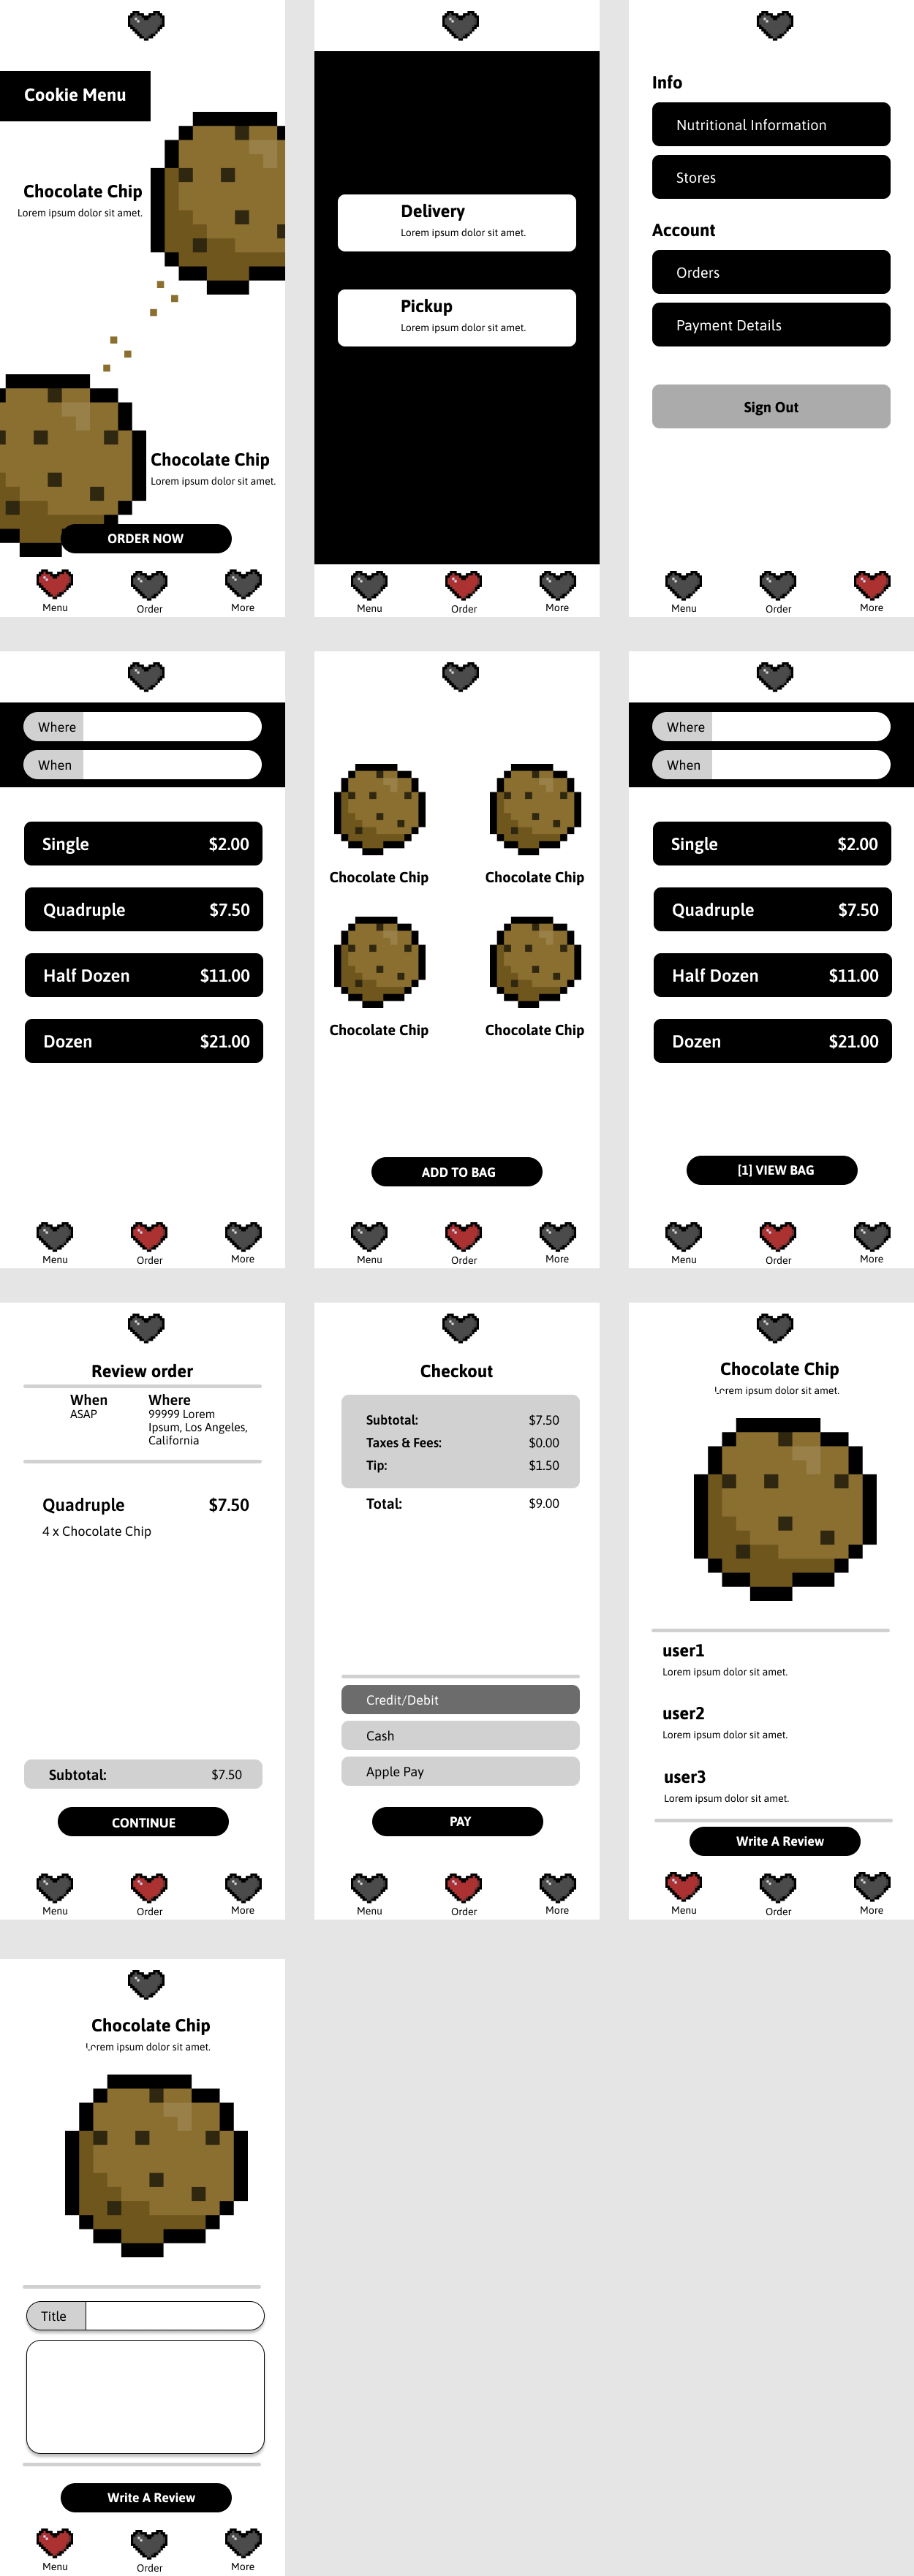 Cookie Menu
Chocolate Chip
Lorem ipsum dolor sit amet.
Chocolate Chip
Lorem ipsum dolor sit amet.
ORDER NOW
Menu
Order
More
Delivery
Lorem ipsum dolor sit amet.
Pickup
Lorem ipsum dolor sit amet.
Menu
Order
More
Info
Nutritional Information
Stores
Account
Orders
Payment Details
Sign Out
Menu
Order
More
Where
When
Single $2.00
Quadruple $7.50
Half Dozen $11.00
Dozen $21.00
Menu
Order
More
Chocolate Chip
Chocolate Chip
Chocolate Chip
Chocolate Chip
ADD TO BAG
Menu
Order
More
Where
When
Single $2.00
Quadruple $7.50
Half Dozen $11.00
Dozen $21.00
[1] VIEW BAG
Menu
Order
More
Review order
When
ASAP
Where
99999 Lorem
Ipsum, Los Angeles,
California
Quadruple $7.50
4 x Chocolate Chip
Subtotal: $7.50
CONTINUE
Menu
Order
More
Checkout
Subtotal: $7.50
Taxes & Fees: $0.00
Tip: $1.50
Total: $9.00
Credit/Debit
Cash
Apple Pay
PAY
Menu
Order
More
Chocolate Chip
Lorem ipsum dolor sit amet.
user1
Lorem ipsum dolor sit amet.
user2
Lorem ipsum dolor sit amet.
user3
Lorem ipsum dolor sit amet.
Write A Review
Menu
Order
More
Chocolate Chip
Lorem ipsum dolor sit amet.
Title
Write A Review
Menu
Order
More